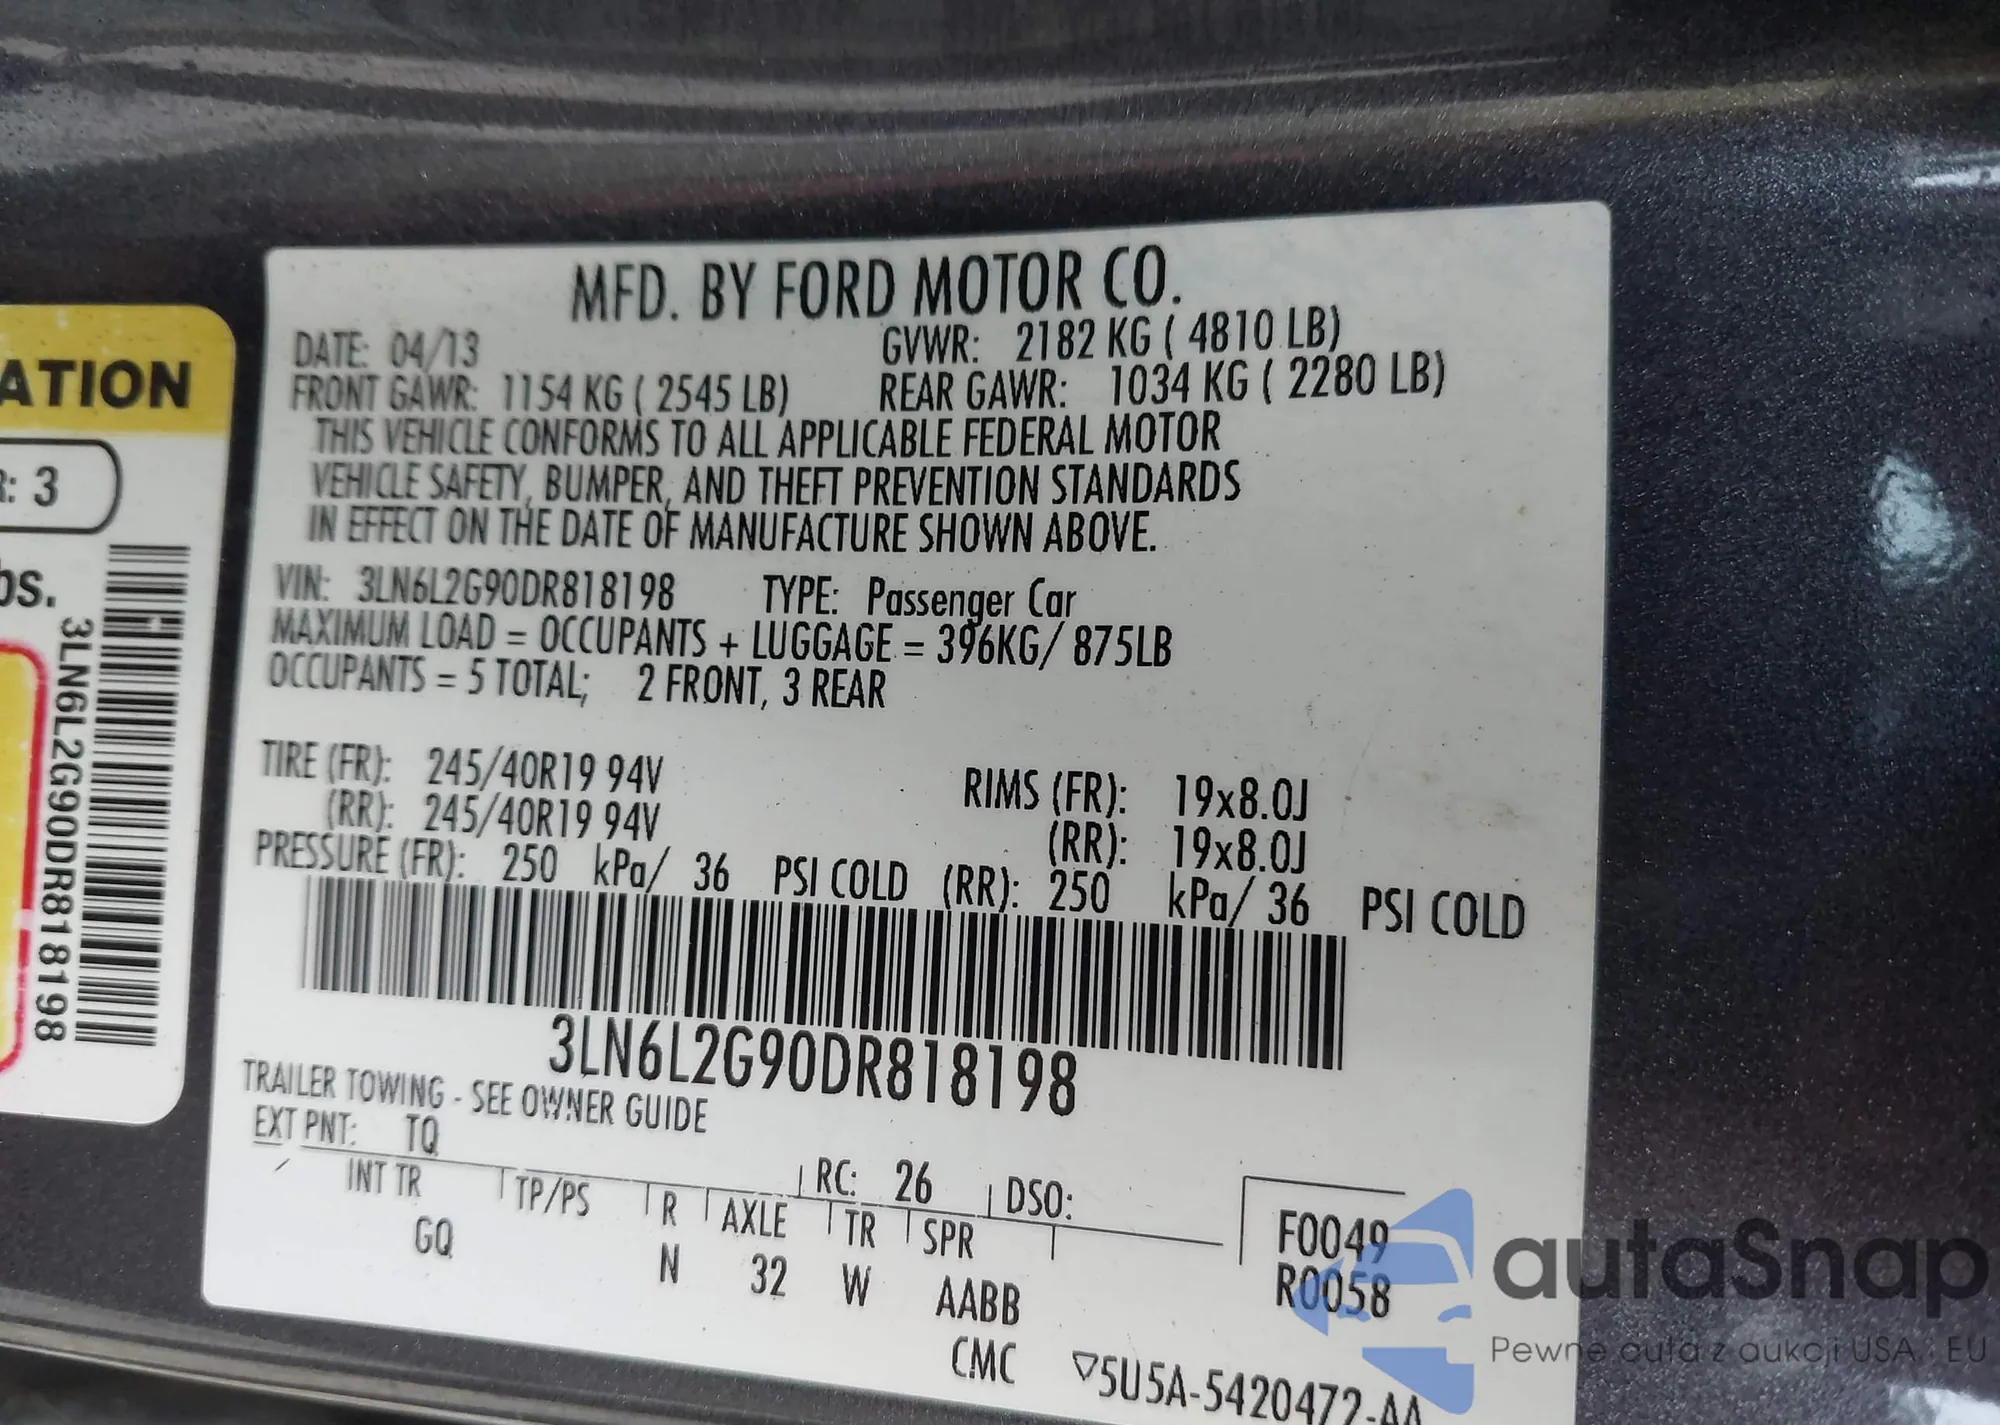 MFD. BY FORD MOTOR CO.
DATE: 04/13 GVWR: 2182 KG ( 4810 LB)
FRONT GAWR: 1154 KG ( 2545 LB) REAR GAWR: 1034 KG ( 2280 LB)
THIS VEHICLE CONFORMS TO ALL APPLICABLE FEDERAL MOTOR
VEHICLE SAFETY, BUMPER, AND THEFT PREVENTION STANDARDS
IN EFFECT ON THE DATE OF MANUFACTURE SHOWN ABOVE.
VIN: 3LN6L2G90DR818198 TYPE: Passenger Car
MAXIMUM LOAD = OCCUPANTS + LUGGAGE = 396KG/ 875LB
OCCUPANTS = 5 TOTAL; 2 FRONT, 3 REAR
TIRE (FR): 245/40R19 94V RIMS (FR): 19x8.0J
(RR): 245/40R19 94V (RR): 19x8.0J
PRESSURE (FR): 250 kPa/ 36 PSI COLD (RR): 250 kPa/ 36 PSI COLD
3LN6L2G90DR818198
TRAILER TOWING - SEE OWNER GUIDE
EXT PNT: TQ RC: 26 DSO:
INT TR TP/PS R AXLE TR SPR
GQ N 32 W AABB
F0049
R0058
CMC ▽5U5A-5420472-AA
ATION
: 3
bs.
3LN6L2G90DR818198
autaSnap
Pewne auta z aukcji USA i EU